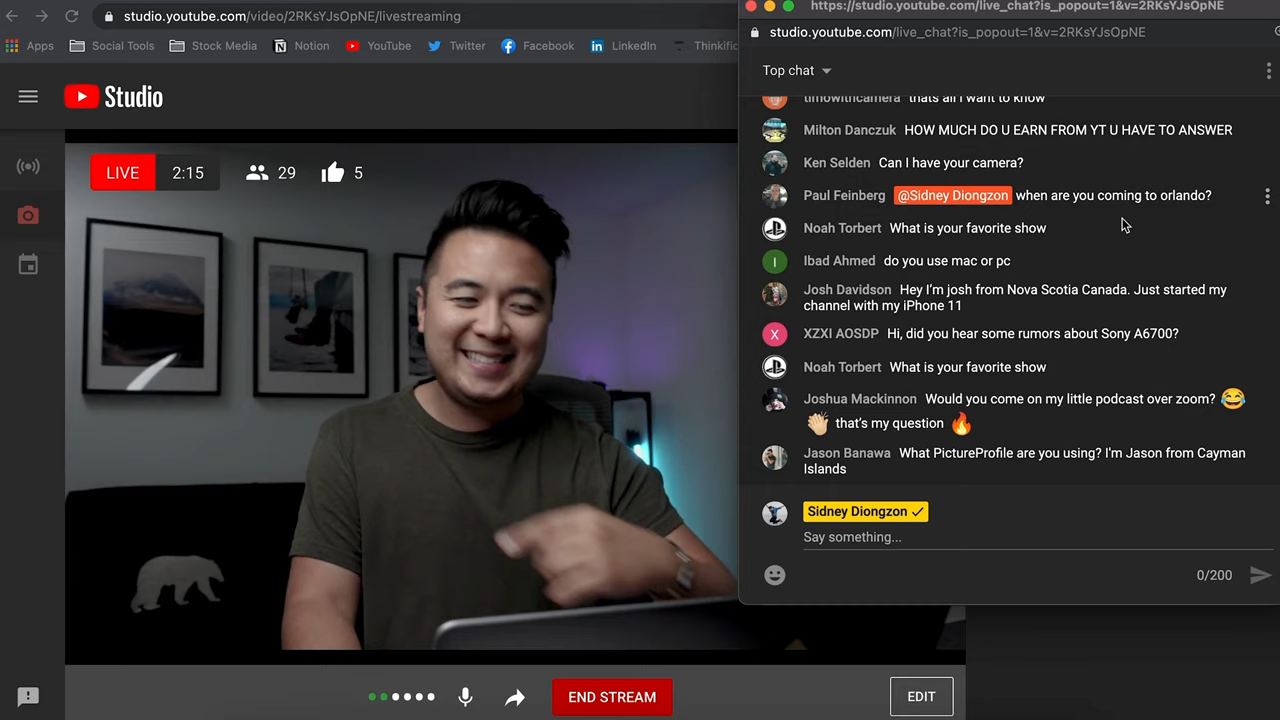 studio.youtube.com/video/2RKsYJsOpNE/livestreaming
Apps
Social Tools
Stock Media
Notion
YouTube
Twitter
Facebook
LinkedIn
Thinkific
Studio
LIVE
2:15
29
5
END STREAM
EDIT
https://studio.youtube.com/live_chat?is_popout=1&v=2RKsYJsOpNE
studio.youtube.com/live_chat?is_popout=1&v=2RKsYJsOpNE
Top chat
timowithcamera thats all I want to know
Milton Danczuk HOW MUCH DO U EARN FROM YT U HAVE TO ANSWER
Ken Selden Can I have your camera?
Paul Feinberg @Sidney Diongzon when are you coming to orlando?
Noah Torbert What is your favorite show
I
Ibad Ahmed do you use mac or pc
Josh Davidson Hey I'm josh from Nova Scotia Canada. Just started my
channel with my iPhone 11
X
XZXI AOSDP Hi, did you hear some rumors about Sony A6700?
Noah Torbert What is your favorite show
Joshua Mackinnon Would you come on my little podcast over zoom? 😂
👏🏼 that's my question 🔥
Jason Banawa What PictureProfile are you using? I'm Jason from Cayman
Islands
Sidney Diongzon ✓
Say something...
0/200